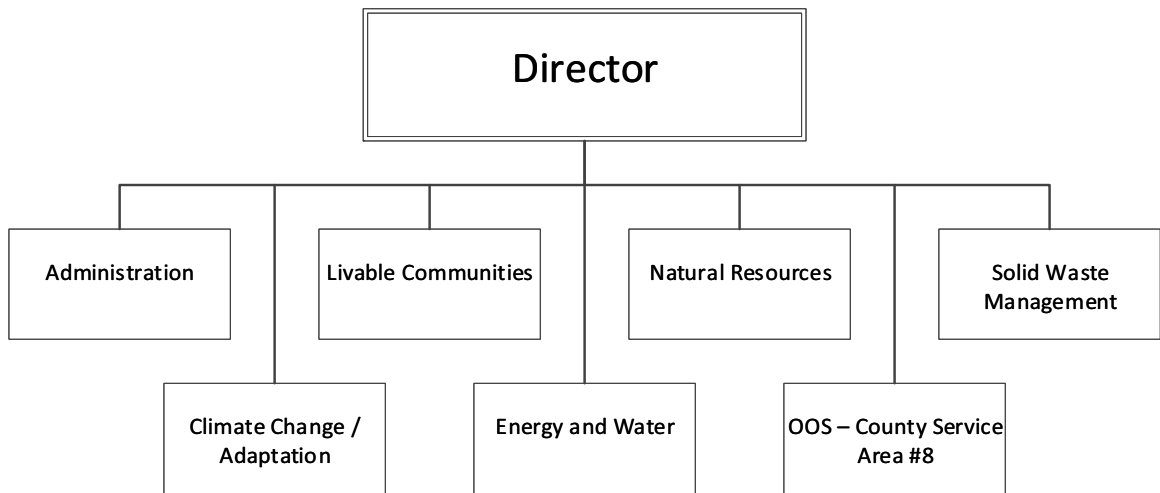 Director
Administration
Livable Communities
Natural Resources
Solid Waste
Management
Climate Change /
Adaptation
Energy and Water
OOS – County Service
Area #8